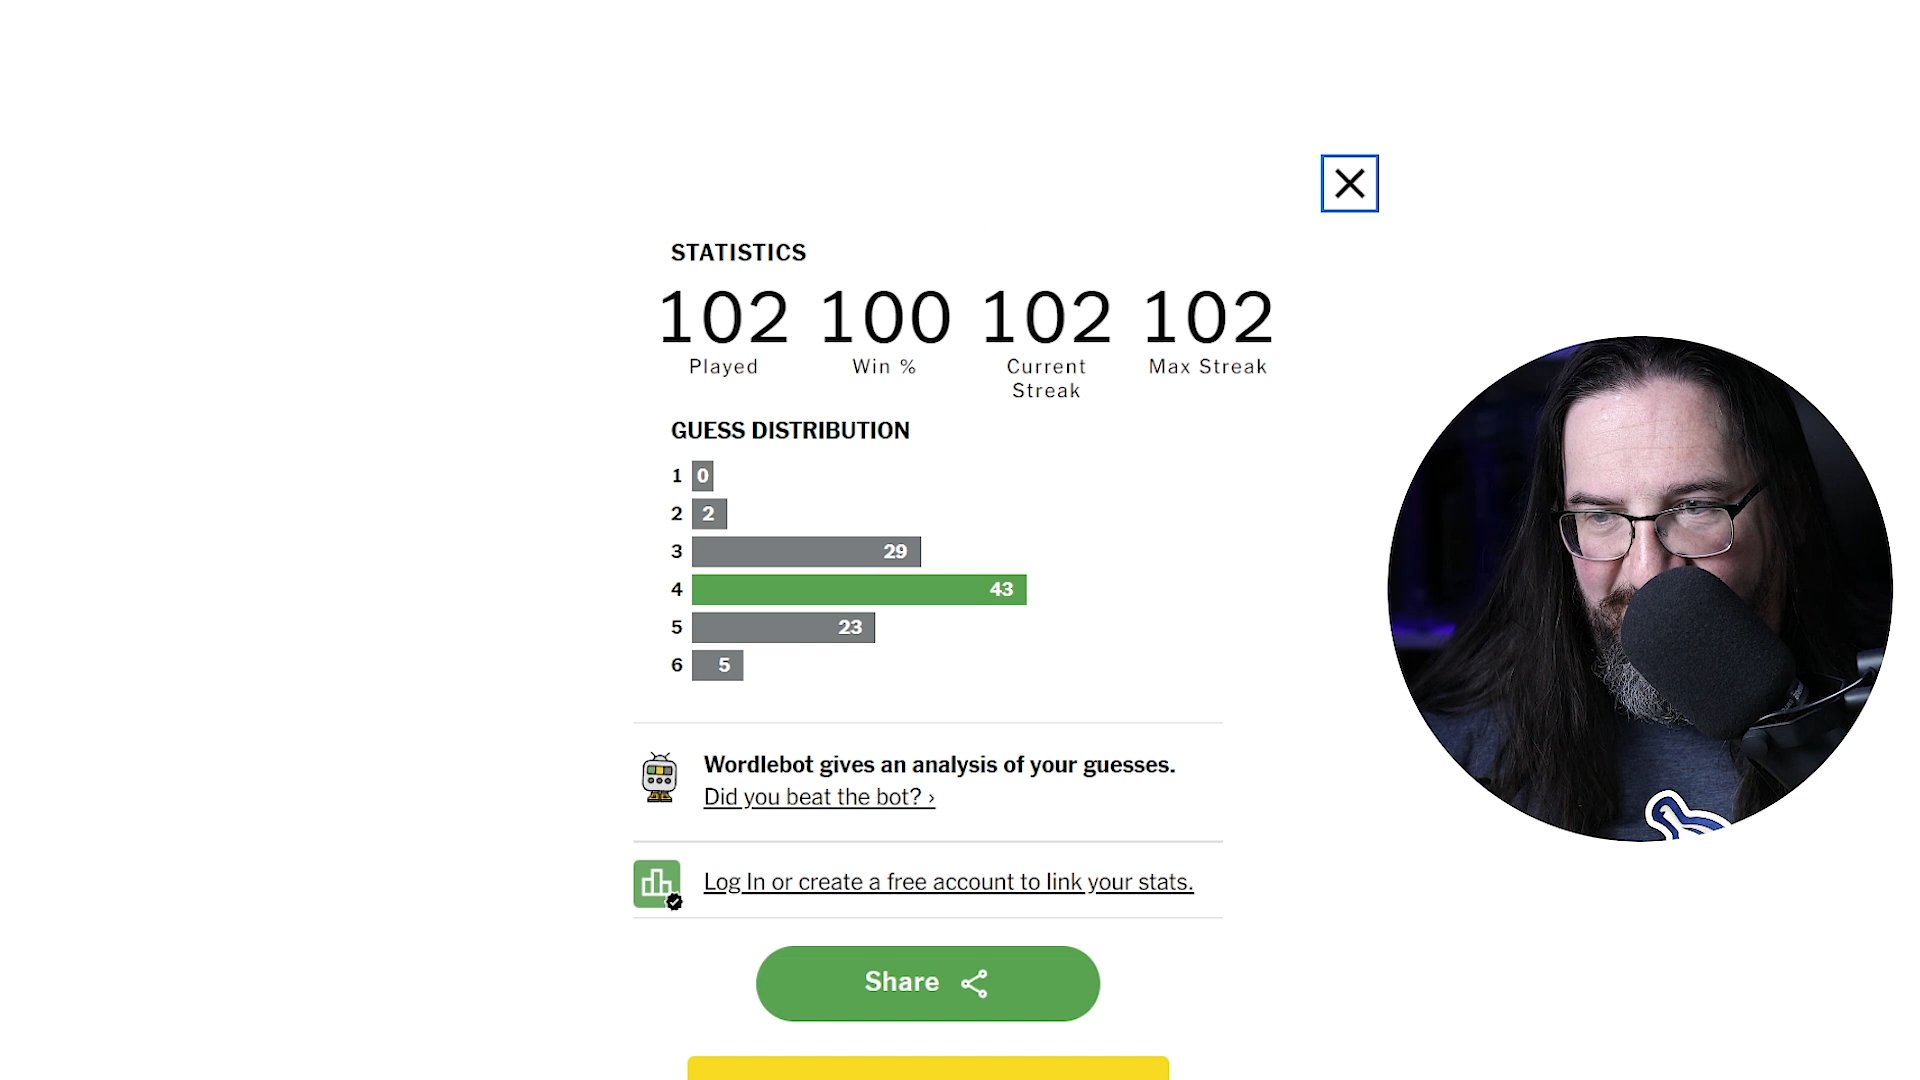 STATISTICS
102 100 102 102
Played Win % Current Streak Max Streak
GUESS DISTRIBUTION
1 0
2 2
3 29
4 43
5 23
6 5
Wordlebot gives an analysis of your guesses.
Did you beat the bot? ›
Log In or create a free account to link your stats.
Share